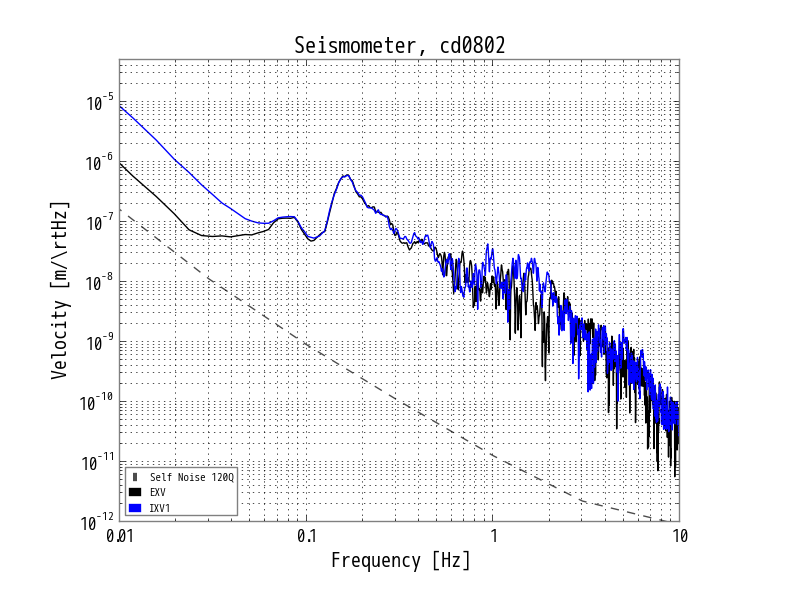 Seismometer, cd0802
Velocity [m/\rtHz]
10^-5
10^-6
10^-7
10^-8
10^-9
10^-10
10^-11
10^-12
Self Noise 120Q
EXV
IXV1
0.01 0.1 1 10
Frequency [Hz]